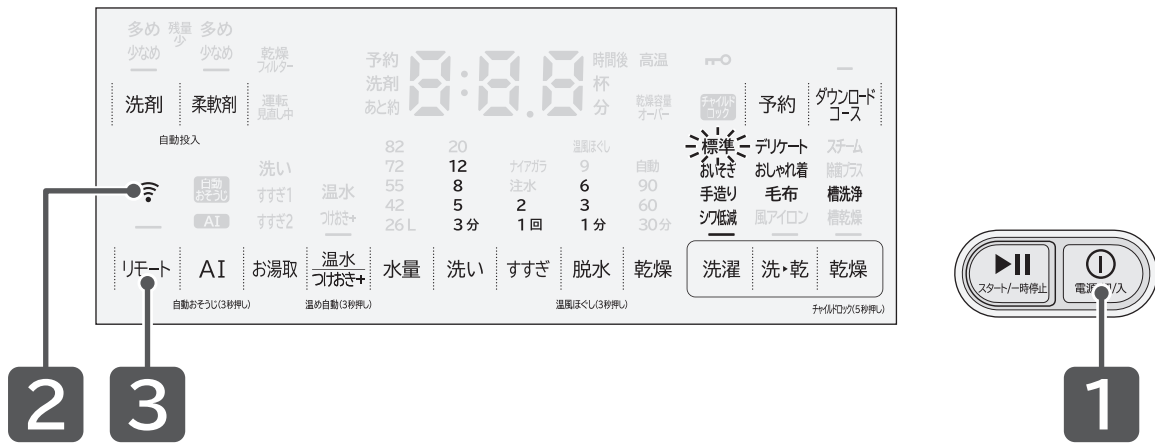 多め 残量少 多め
少なめ 少なめ 乾燥フィルター
予約 8:8.8 時間後 高温
洗剤 杯
あと約 分 乾燥容量オーバー
洗剤 柔軟剤 運転見直し中 チャイルドロック 予約 ダウンロードコース
自動投入
82 20 温風ほぐし 標準 デリケート スチーム
洗い 72 12 ナイアガラ 9 自動 おいそぎ おしゃれ着 除菌プラス
自動おそうじ すすぎ1 温水 55 8 注水 6 90 手造り 毛布 槽洗浄
42 5 2 3 60
AI すすぎ2 つけおき+ 26L 3分 1回 1分 30分 シワ低減 風アイロン 槽乾燥
リモート AI お湯取 温水 つけおき+ 水量 洗い すすぎ 脱水 乾燥 洗濯 洗▸乾 乾燥
自動おそうじ(3秒押し) 温め自動(3秒押し) 温風ほぐし(3秒押し) チャイルドロック(5秒押し)
スタート/一時停止 電源 切/入
2 3 1